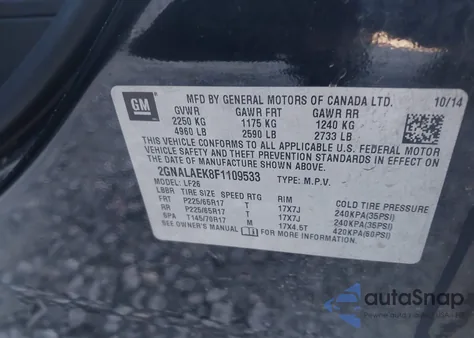 GM
MFD BY GENERAL MOTORS OF CANADA LTD. 10/14
GVWR GAWR FRT GAWR RR
2250 KG 1175 KG 1240 KG
4960 LB 2590 LB 2733 LB
THIS VEHICLE CONFORMS TO ALL APPLICABLE U.S. FEDERAL MOTOR
VEHICLE SAFETY, BUMPER, AND THEFT PREVENTION STANDARDS IN EFFECT ON
THE DATE OF MANUFACTURE SHOWN ABOVE.
2GNALAEK8F1109533 TYPE: M.P.V.
MODEL: LF26
TIRE SIZE SPEED RTG RIM COLD TIRE PRESSURE
FRT P225/65R17 T 17X7J 240KPA(35PSI)
RR P225/65R17 T 17X7J 240KPA(35PSI)
SPA T145/70R17 M 17X4.5T 420KPA(60PSI)
SEE OWNER'S MANUAL FOR MORE INFORMATION.
autoSnap